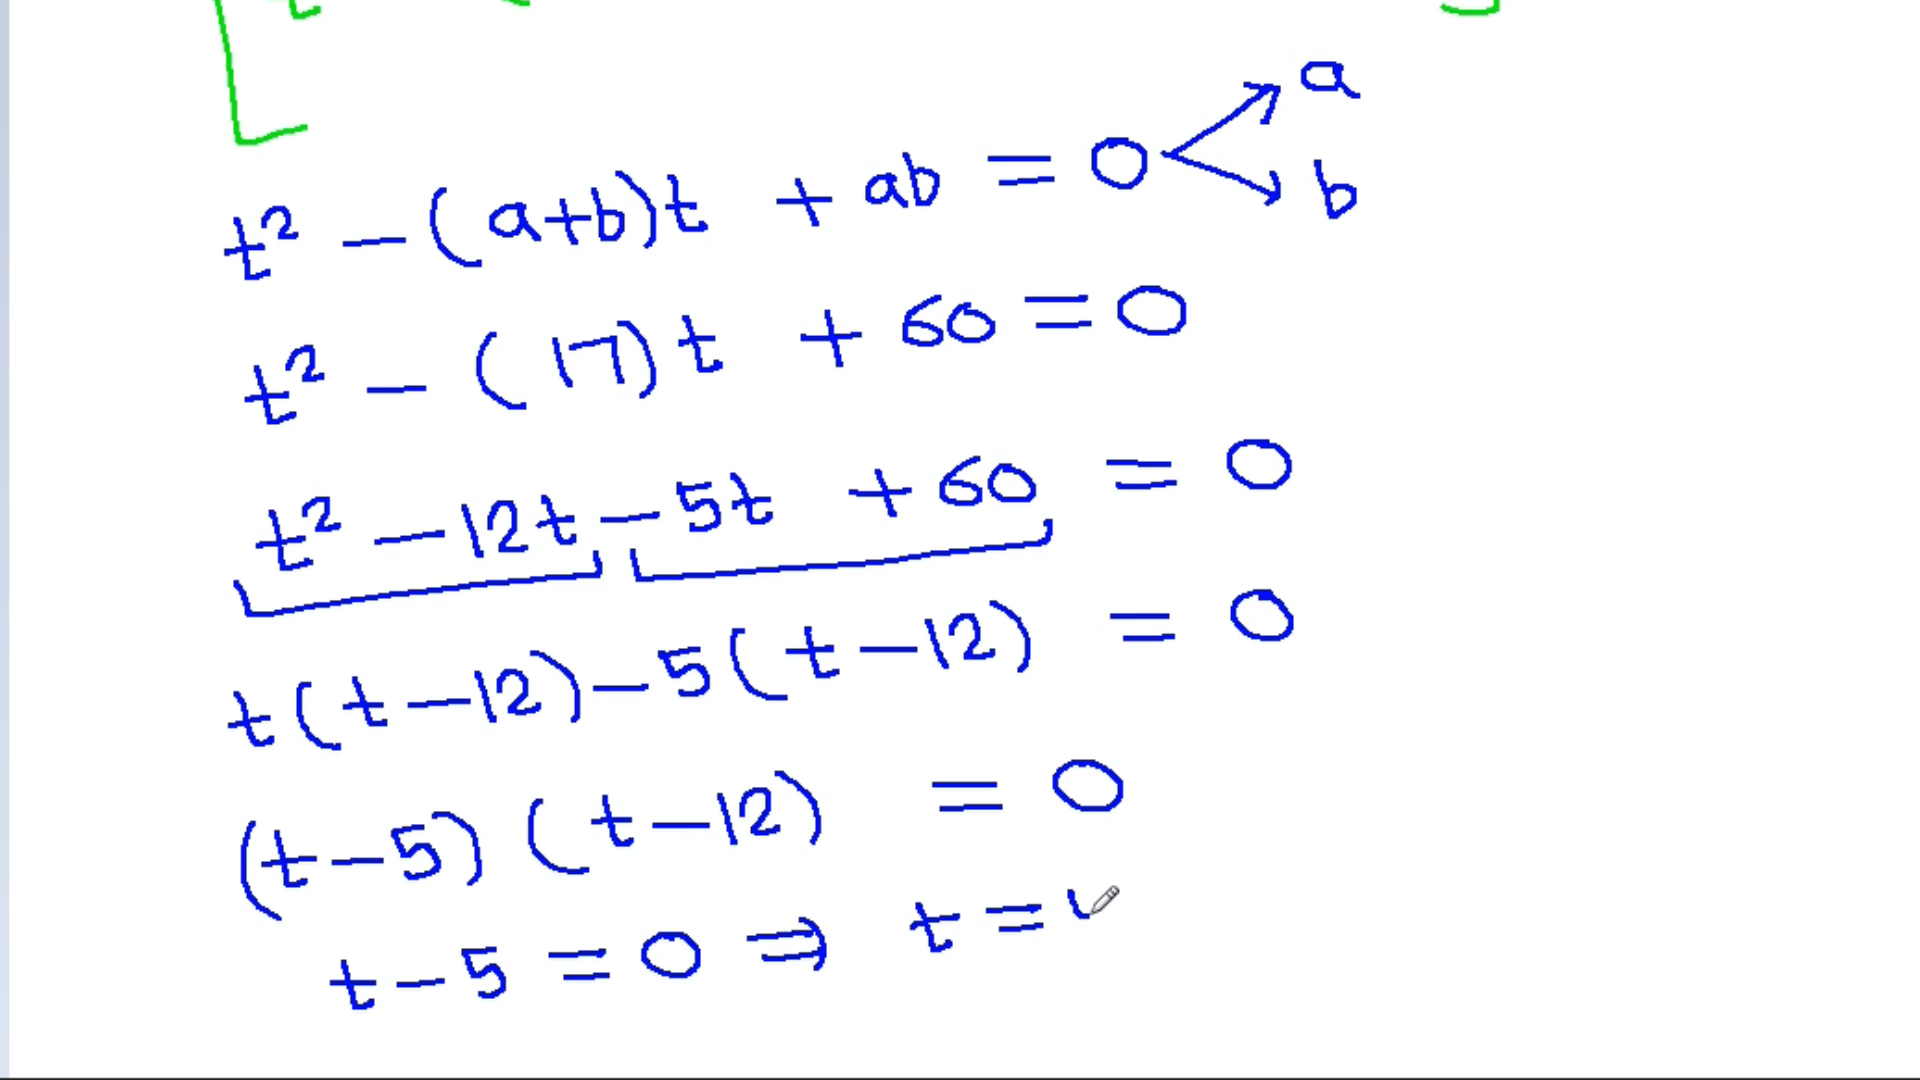 t² - (a+b)t + ab = 0
a
b
t² - (17)t + 60 = 0
t² - 12t - 5t + 60 = 0
t(t-12) - 5(t-12) = 0
(t-5)(t-12) = 0
t - 5 = 0 ⇒ t =